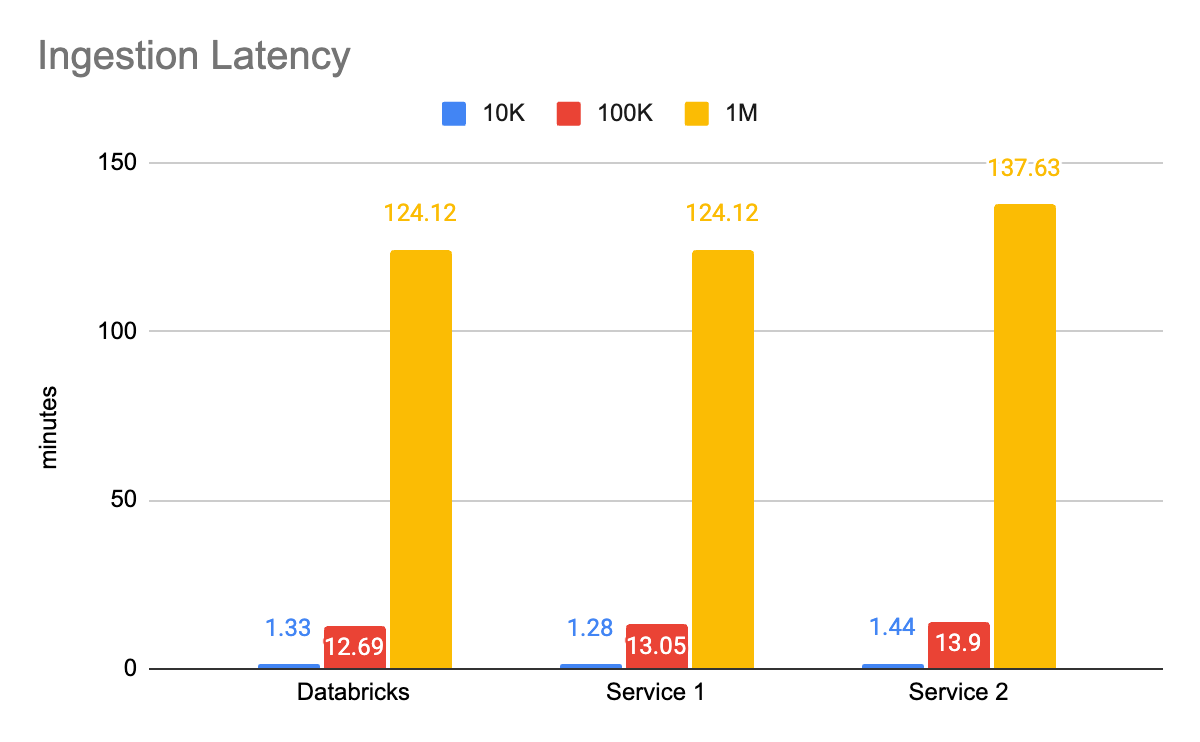 Ingestion Latency
10K 100K 1M
150
100
50
0
minutes
137.63
124.12 124.12
1.33 1.28 1.44
12.69 13.05 13.9
Databricks Service 1 Service 2